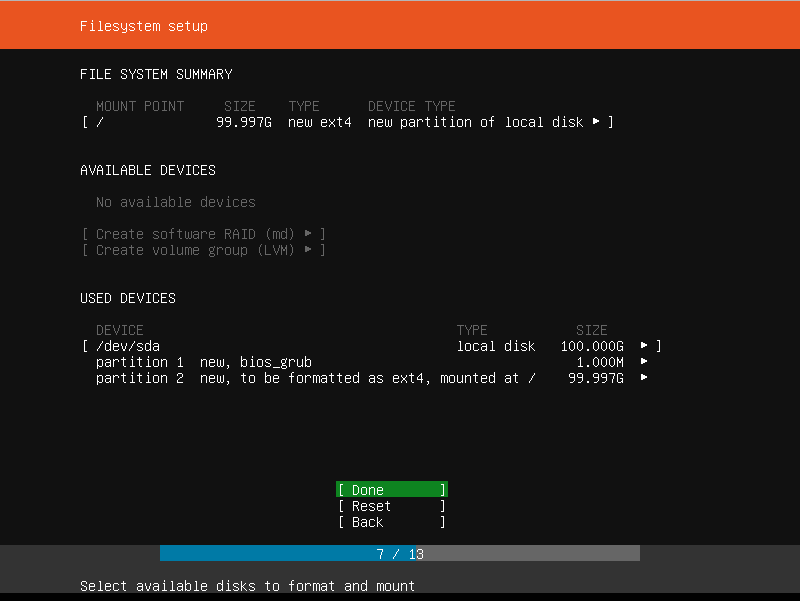 Filesystem setup
FILE SYSTEM SUMMARY
MOUNT POINT SIZE TYPE DEVICE TYPE
[ / 99.997G new ext4 new partition of local disk ▸ ]
AVAILABLE DEVICES
No available devices
[ Create software RAID (md) ▸ ]
[ Create volume group (LVM) ▸ ]
USED DEVICES
DEVICE TYPE SIZE
[ /dev/sda local disk 100.000G ▸ ]
partition 1 new, bios_grub 1.000M ▸
partition 2 new, to be formatted as ext4, mounted at / 99.997G ▸
[ Done ]
[ Reset ]
[ Back ]
7 / 13
Select available disks to format and mount